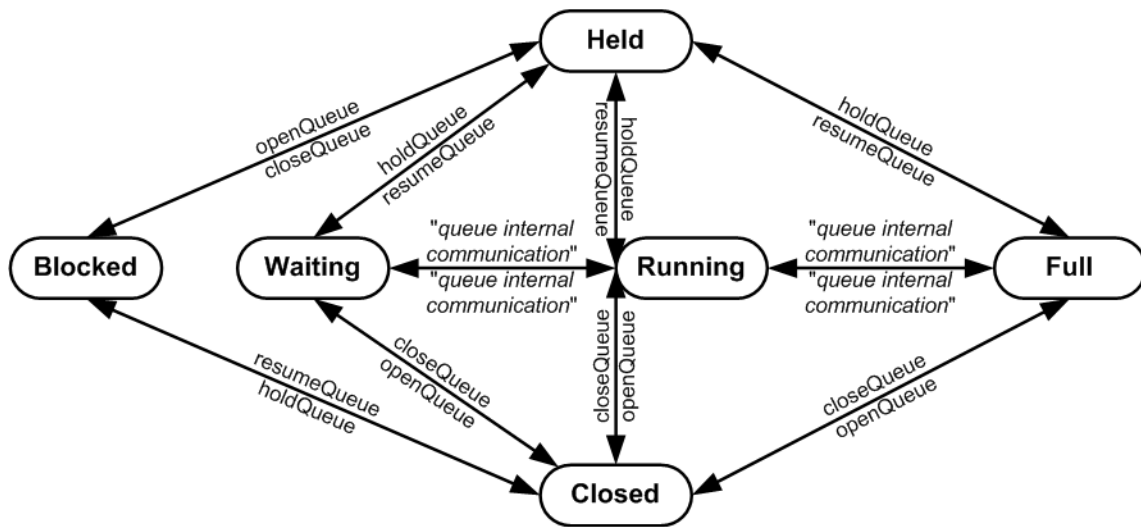 Held
openQueue
closeQueue
holdQueue
resumeQueue
holdQueue
resumeQueue
holdQueue
resumeQueue
Blocked
Waiting
"queue internal
communication"
"queue internal
communication"
Running
"queue internal
communication"
"queue internal
communication"
Full
resumeQueue
holdQueue
closeQueue
openQueue
openQueue
closeQueue
closeQueue
openQueue
Closed